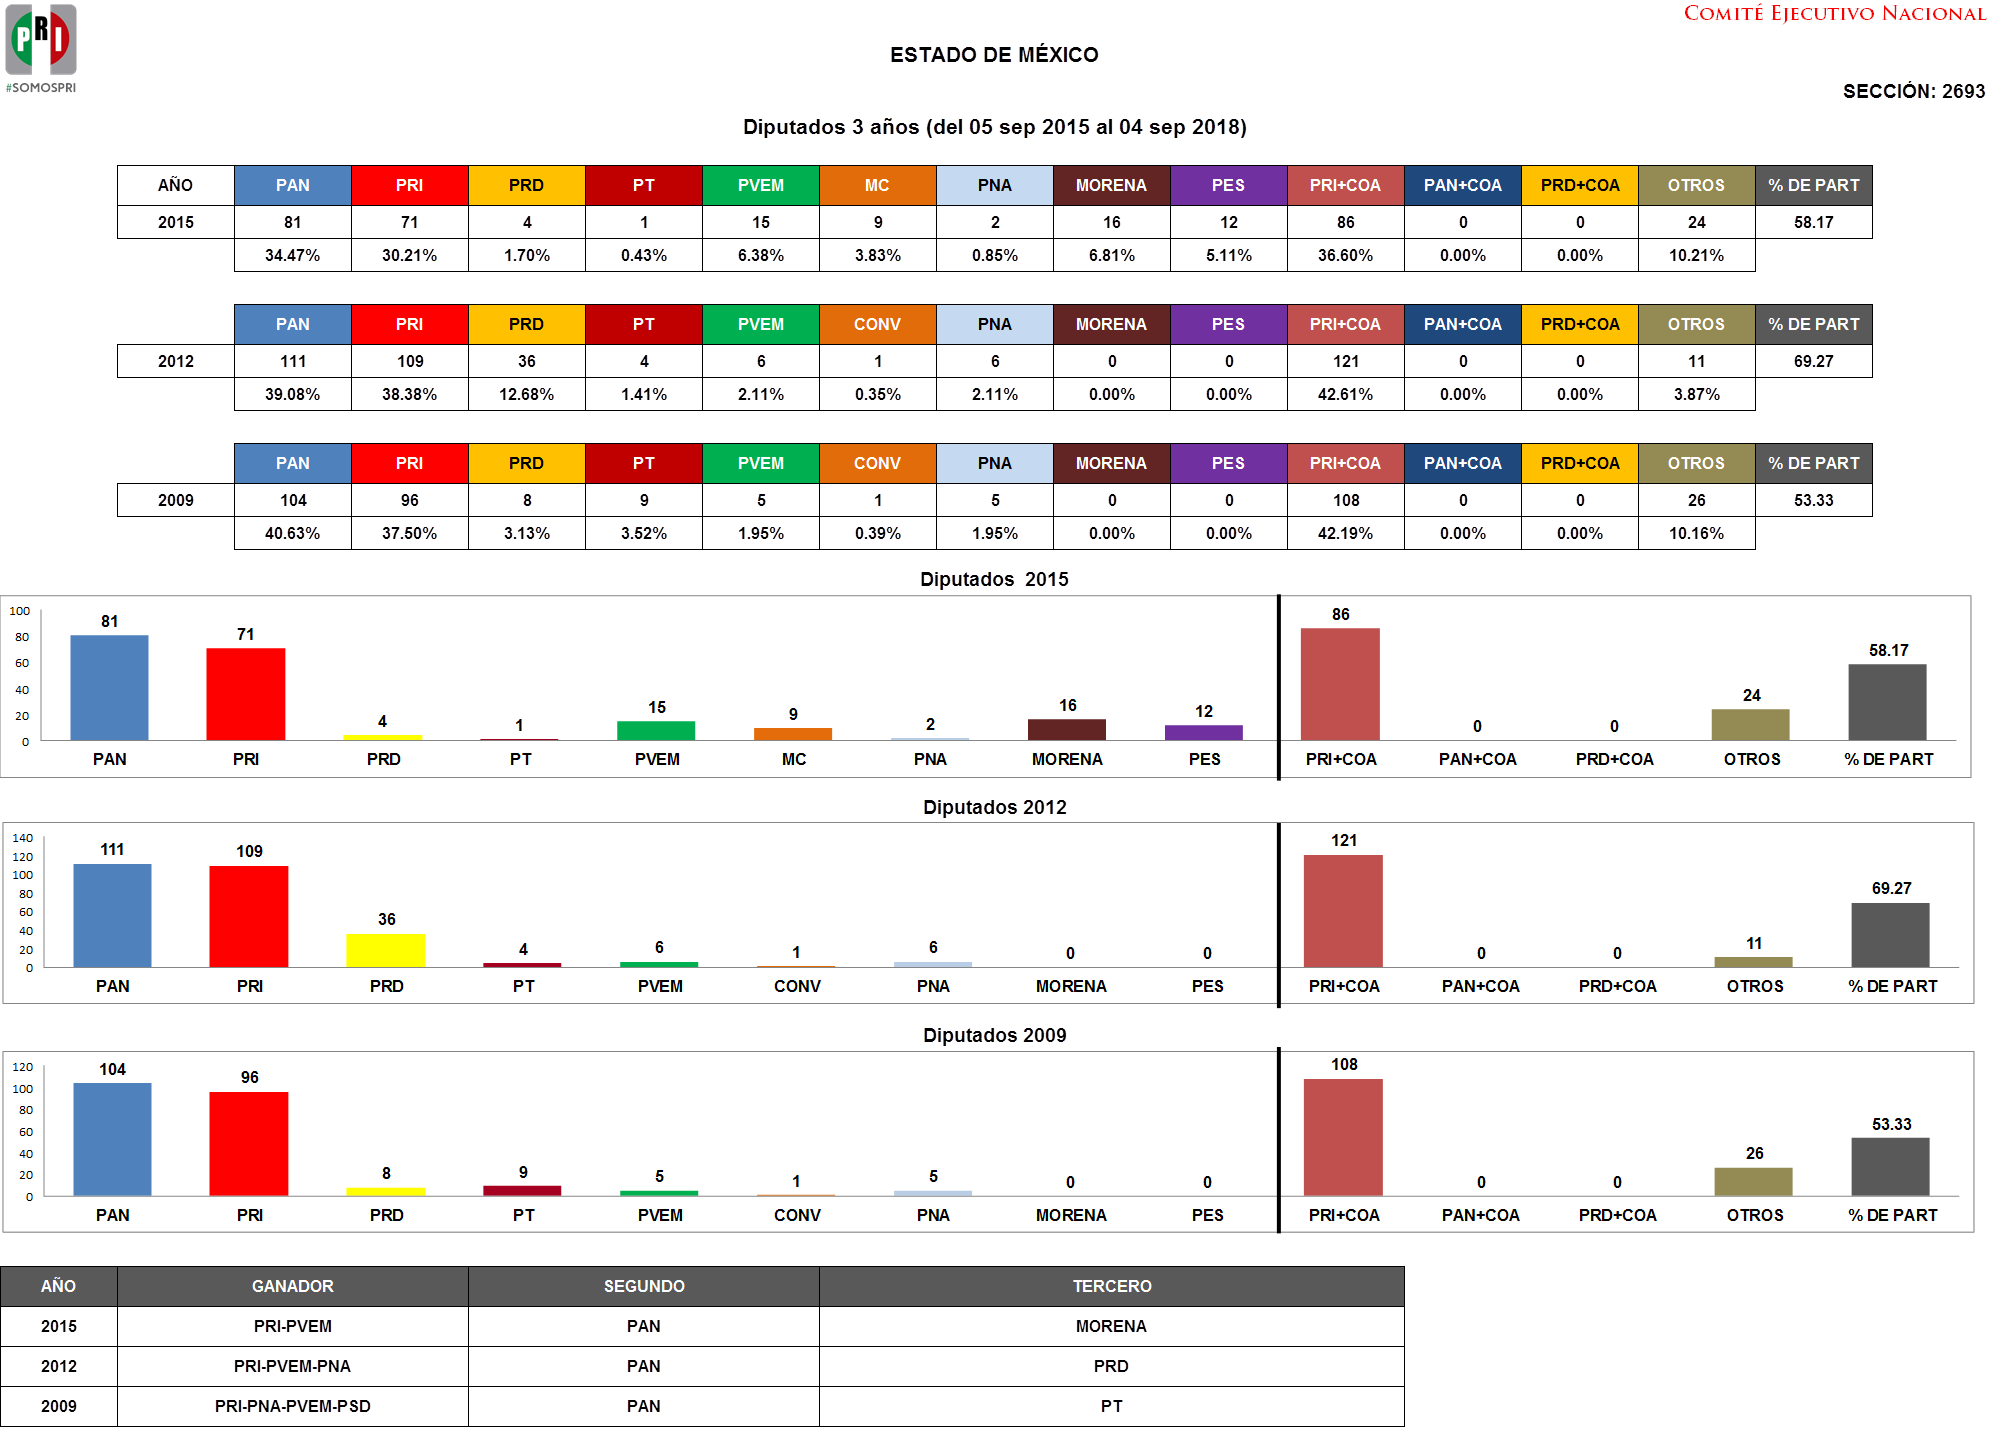 PRI
#SOMOSPRI
COMITÉ EJECUTIVO NACIONAL
ESTADO DE MÉXICO
SECCIÓN: 2693
Diputados 3 años (del 05 sep 2015 al 04 sep 2018)
AÑO PAN PRI PRD PT PVEM MC PNA MORENA PES PRI+COA PAN+COA PRD+COA OTROS % DE PART
2015 81 71 4 1 15 9 2 16 12 86 0 0 24 58.17
34.47% 30.21% 1.70% 0.43% 6.38% 3.83% 0.85% 6.81% 5.11% 36.60% 0.00% 0.00% 10.21%
PAN PRI PRD PT PVEM CONV PNA MORENA PES PRI+COA PAN+COA PRD+COA OTROS % DE PART
2012 111 109 36 4 6 1 6 0 0 121 0 0 11 69.27
39.08% 38.38% 12.68% 1.41% 2.11% 0.35% 2.11% 0.00% 0.00% 42.61% 0.00% 0.00% 3.87%
PAN PRI PRD PT PVEM CONV PNA MORENA PES PRI+COA PAN+COA PRD+COA OTROS % DE PART
2009 104 96 8 9 5 1 5 0 0 108 0 0 26 53.33
40.63% 37.50% 3.13% 3.52% 1.95% 0.39% 1.95% 0.00% 0.00% 42.19% 0.00% 0.00% 10.16%
Diputados 2015
100
80
60
40
20
0
81 71 4 1 15 9 2 16 12 86 0 0 24 58.17
PAN PRI PRD PT PVEM MC PNA MORENA PES PRI+COA PAN+COA PRD+COA OTROS % DE PART
Diputados 2012
140
120
100
80
60
40
20
0
111 109 36 4 6 1 6 0 0 121 0 0 11 69.27
PAN PRI PRD PT PVEM CONV PNA MORENA PES PRI+COA PAN+COA PRD+COA OTROS % DE PART
Diputados 2009
120
100
80
60
40
20
0
104 96 8 9 5 1 5 0 0 108 0 0 26 53.33
PAN PRI PRD PT PVEM CONV PNA MORENA PES PRI+COA PAN+COA PRD+COA OTROS % DE PART
AÑO GANADOR SEGUNDO TERCERO
2015 PRI-PVEM PAN MORENA
2012 PRI-PVEM-PNA PAN PRD
2009 PRI-PNA-PVEM-PSD PAN PT